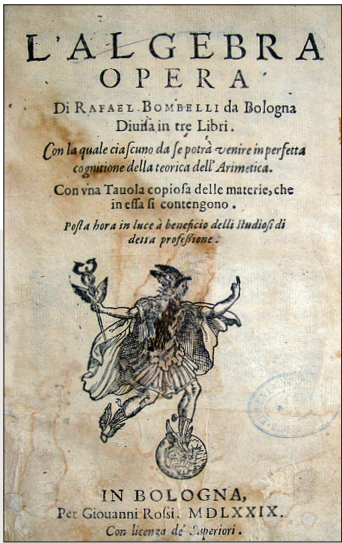 L'ALGEBRA
OPERA
Di RAFAEL BOMBELLI da Bologna
Diuiſa in tre Libri.
Con la quale ciaſcuno da ſe potrà venire in perfetta
cognitione della teorica dell'Arimetica.
Con vna Tauola copioſa delle materie, che
in eſſa ſi contengono.
Poſta hora in luce à beneficio delli ſtudioſi di
detta profeſſione.
IN BOLOGNA,
Per Giouanni Roſſi. MDLXXIX.
Con licenza de' Superiori.